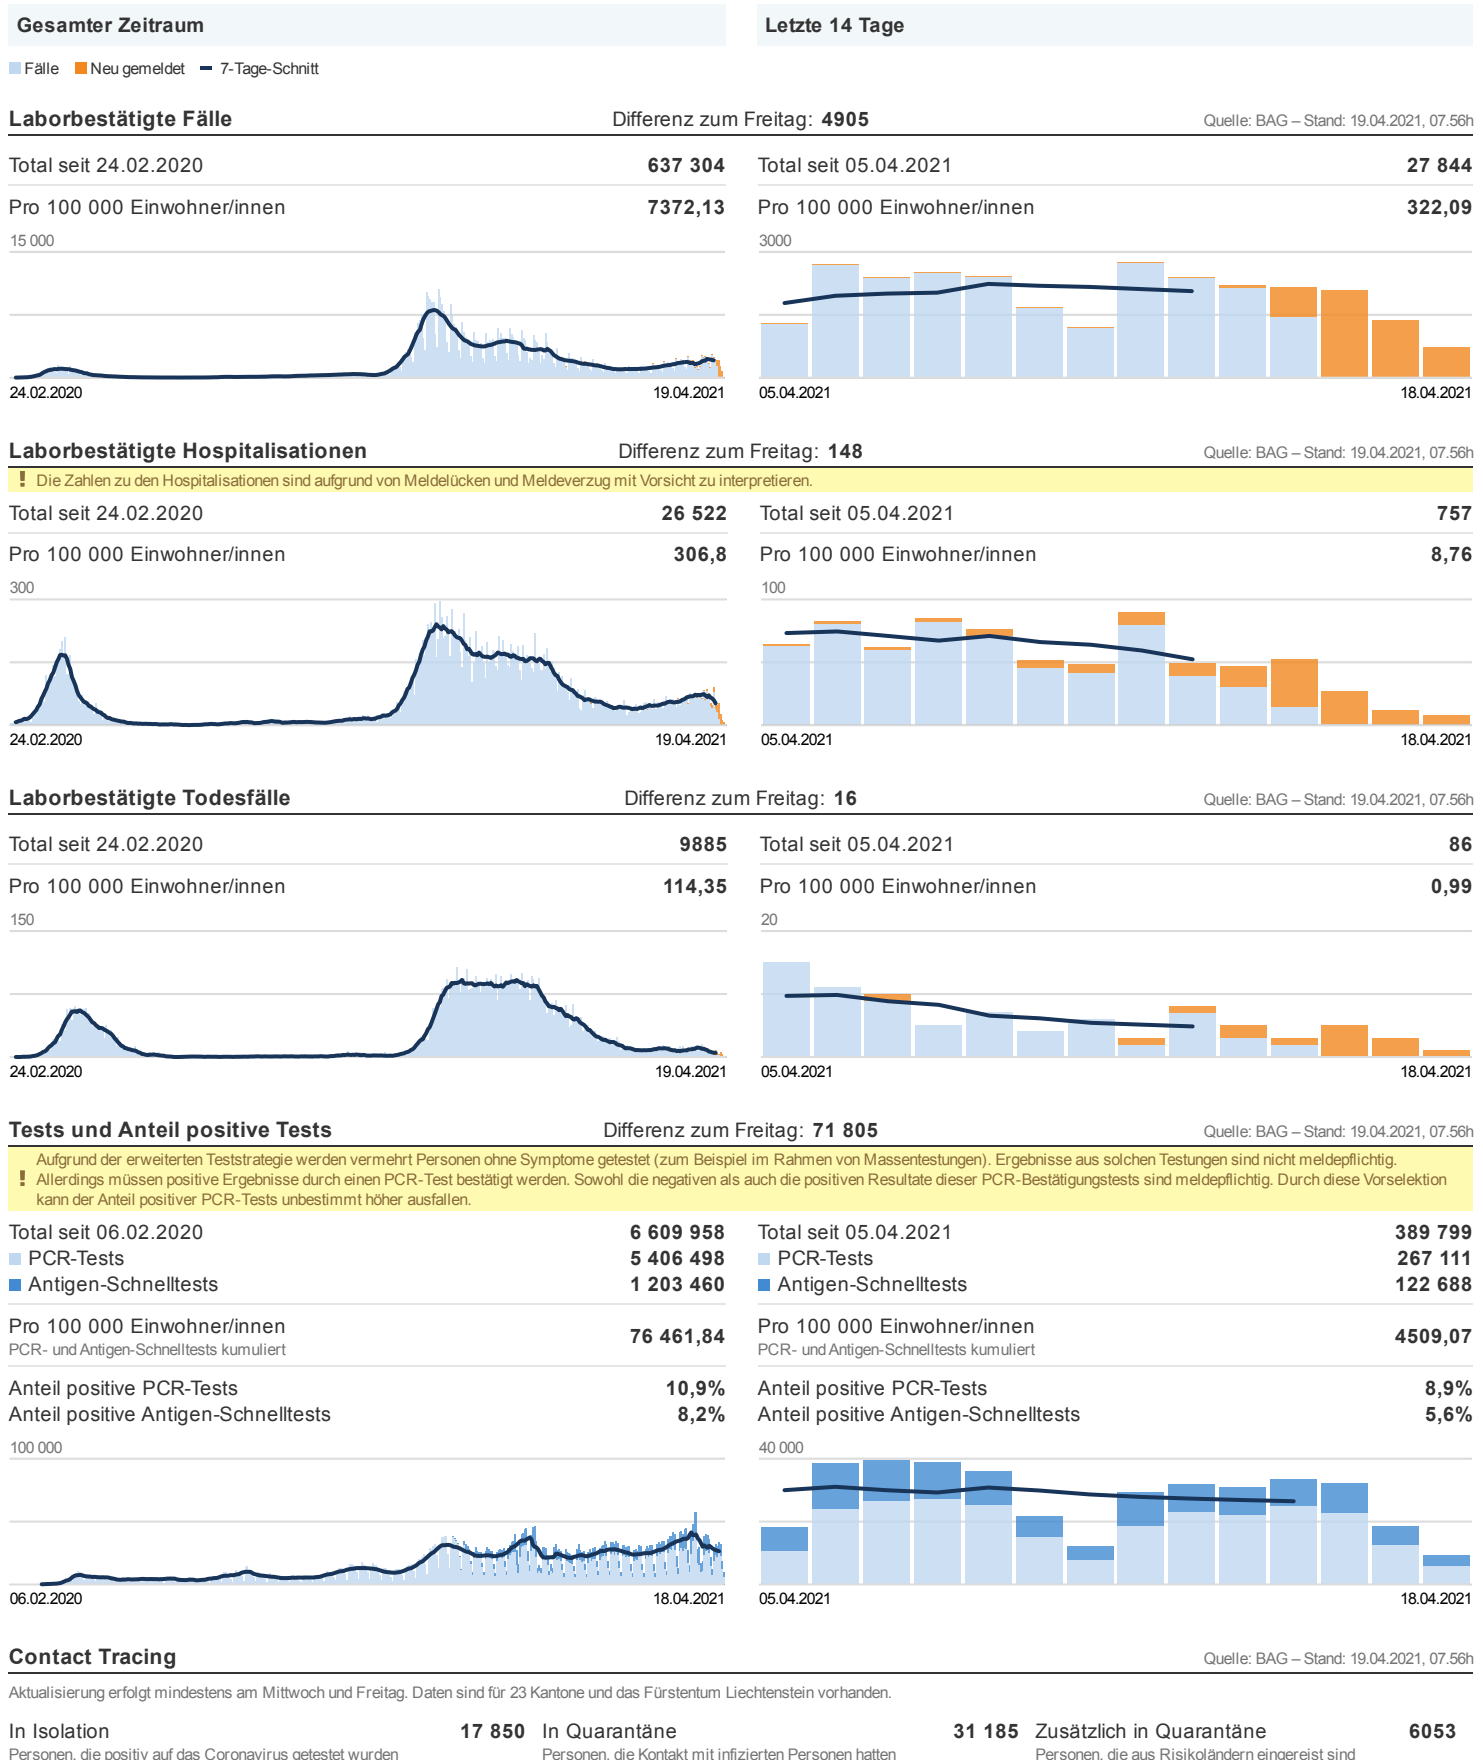 Gesamter Zeitraum
Letzte 14 Tage
Fälle Neu gemeldet 7-Tage-Schnitt
Laborbestätigte Fälle Differenz zum Freitag: 4905 Quelle: BAG – Stand: 19.04.2021, 07.56h
Total seit 24.02.2020 637 304
Pro 100 000 Einwohner/innen 7372,13
15 000
24.02.2020 19.04.2021
Total seit 05.04.2021 27 844
Pro 100 000 Einwohner/innen 322,09
3000
05.04.2021 18.04.2021
Laborbestätigte Hospitalisationen Differenz zum Freitag: 148 Quelle: BAG – Stand: 19.04.2021, 07.56h
! Die Zahlen zu den Hospitalisationen sind aufgrund von Meldelücken und Meldeverzug mit Vorsicht zu interpretieren.
Total seit 24.02.2020 26 522
Pro 100 000 Einwohner/innen 306,8
300
24.02.2020 19.04.2021
Total seit 05.04.2021 757
Pro 100 000 Einwohner/innen 8,76
100
05.04.2021 18.04.2021
Laborbestätigte Todesfälle Differenz zum Freitag: 16 Quelle: BAG – Stand: 19.04.2021, 07.56h
Total seit 24.02.2020 9885
Pro 100 000 Einwohner/innen 114,35
150
24.02.2020 19.04.2021
Total seit 05.04.2021 86
Pro 100 000 Einwohner/innen 0,99
20
05.04.2021 18.04.2021
Tests und Anteil positive Tests Differenz zum Freitag: 71 805 Quelle: BAG – Stand: 19.04.2021, 07.56h
Aufgrund der erweiterten Teststrategie werden vermehrt Personen ohne Symptome getestet (zum Beispiel im Rahmen von Massentestungen). Ergebnisse aus solchen Testungen sind nicht meldepflichtig.
! Allerdings müssen positive Ergebnisse durch einen PCR-Test bestätigt werden. Sowohl die negativen als auch die positiven Resultate dieser PCR-Bestätigungstests sind meldepflichtig. Durch diese Vorselektion
kann der Anteil positiver PCR-Tests unbestimmt höher ausfallen.
Total seit 06.02.2020 6 609 958
PCR-Tests 5 406 498
Antigen-Schnelltests 1 203 460
Pro 100 000 Einwohner/innen 76 461,84
PCR- und Antigen-Schnelltests kumuliert
Anteil positive PCR-Tests 10,9%
Anteil positive Antigen-Schnelltests 8,2%
100 000
06.02.2020 18.04.2021
Total seit 05.04.2021 389 799
PCR-Tests 267 111
Antigen-Schnelltests 122 688
Pro 100 000 Einwohner/innen 4509,07
PCR- und Antigen-Schnelltests kumuliert
Anteil positive PCR-Tests 8,9%
Anteil positive Antigen-Schnelltests 5,6%
40 000
05.04.2021 18.04.2021
Contact Tracing Quelle: BAG – Stand: 19.04.2021, 07.56h
Aktualisierung erfolgt mindestens am Mittwoch und Freitag. Daten sind für 23 Kantone und das Fürstentum Liechtenstein vorhanden.
In Isolation 17 850
Personen, die positiv auf das Coronavirus getestet wurden
In Quarantäne 31 185
Personen, die Kontakt mit infizierten Personen hatten
Zusätzlich in Quarantäne 6053
Personen, die aus Risikoländern eingereist sind